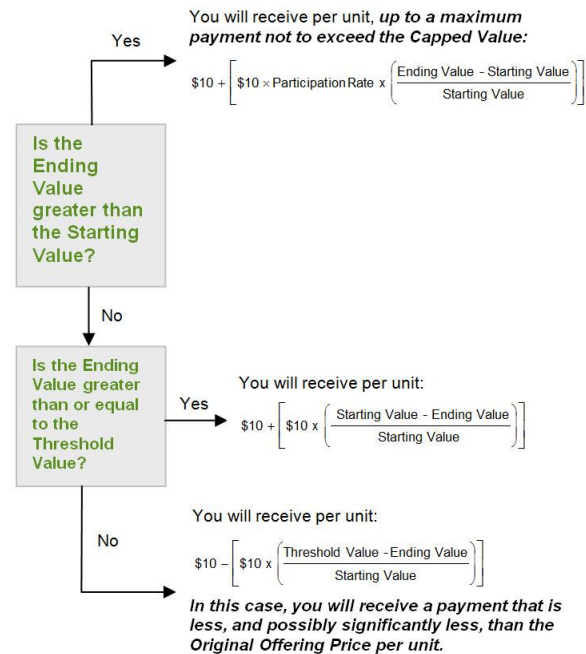 You will receive per unit, up to a maximum
payment not to exceed the Capped Value:
Yes
$10 + [$10 × Participation Rate x (Ending Value - Starting Value / Starting Value)]
Is the
Ending
Value
greater than
the Starting
Value?
No
Is the Ending
Value greater
than or equal
to the
Threshold
Value?
Yes
You will receive per unit:
$10 + [$10 x (Starting Value - Ending Value / Starting Value)]
No
You will receive per unit:
$10 – [$10 x (Threshold Value - Ending Value / Starting Value)]
In this case, you will receive a payment that is
less, and possibly significantly less, than the
Original Offering Price per unit.